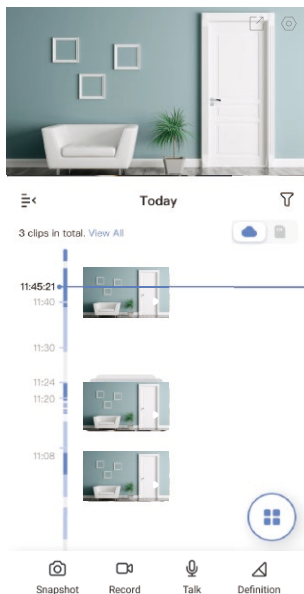 Today
3 clips in total. View All
11:45:21
11:40
11:30
11:24
11:20
11:08
Snapshot Record Talk Definition